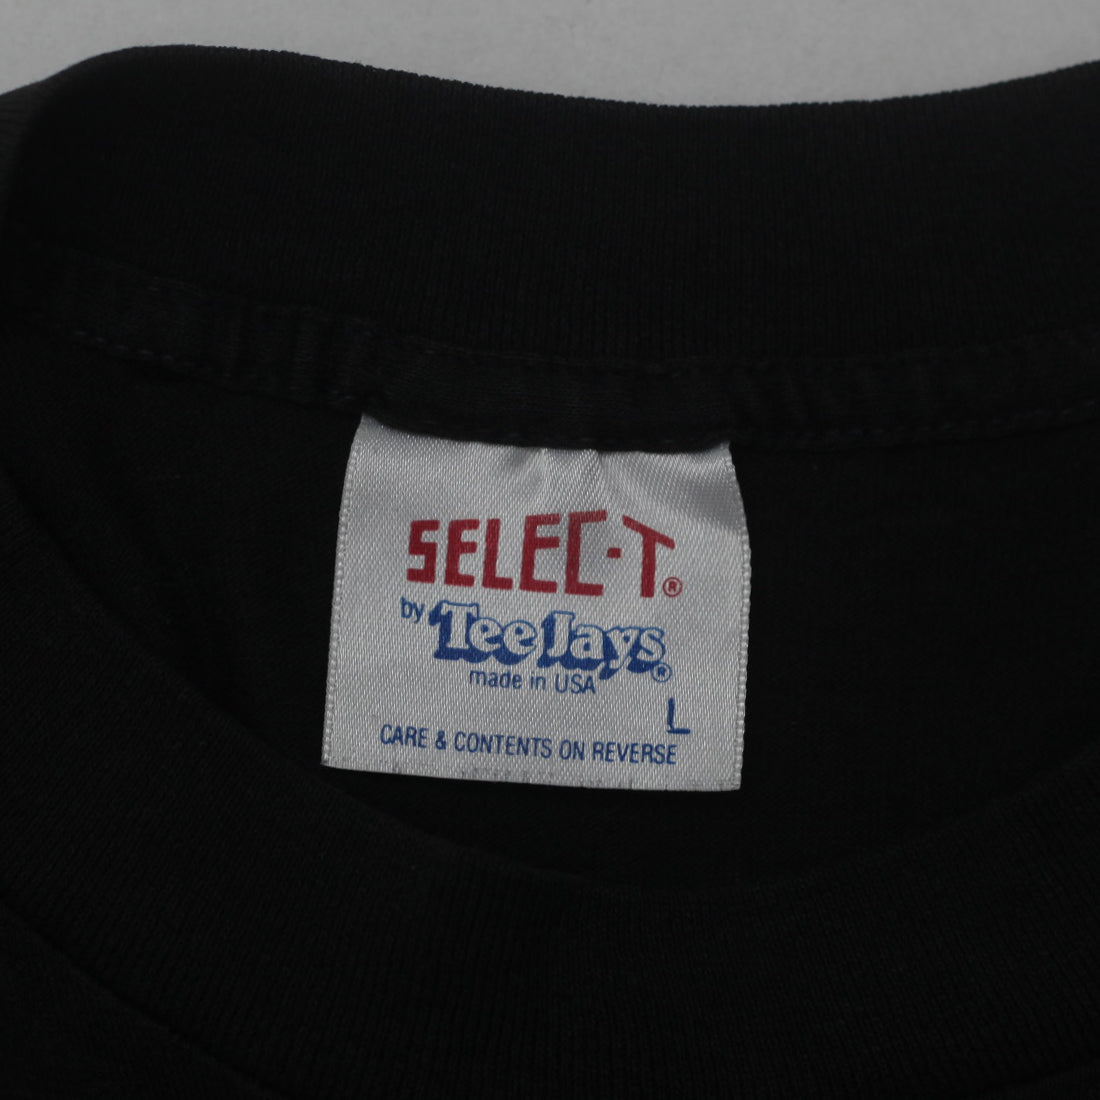 SELEC-T®
by Tee Jays®
made in USA
L
CARE & CONTENTS ON REVERSE